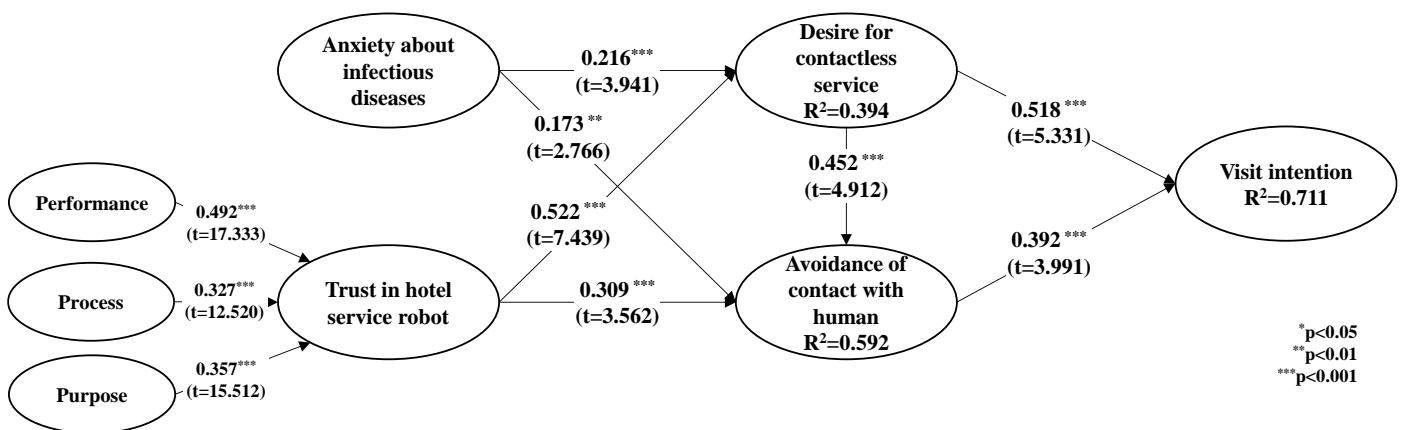 Anxiety about
infectious
diseases
0.216***
(t=3.941)
Desire for
contactless
service
R²=0.394
0.173 **
(t=2.766)
0.518 ***
(t=5.331)
0.452 ***
(t=4.912)
Visit intention
R²=0.711
Performance
0.492***
(t=17.333)
0.522 ***
(t=7.439)
0.392 ***
(t=3.991)
Process
0.327***
(t=12.520)
Trust in hotel
service robot
0.309 ***
(t=3.562)
Avoidance of
contact with
human
R²=0.592
Purpose
0.357***
(t=15.512)
*p<0.05
**p<0.01
***p<0.001